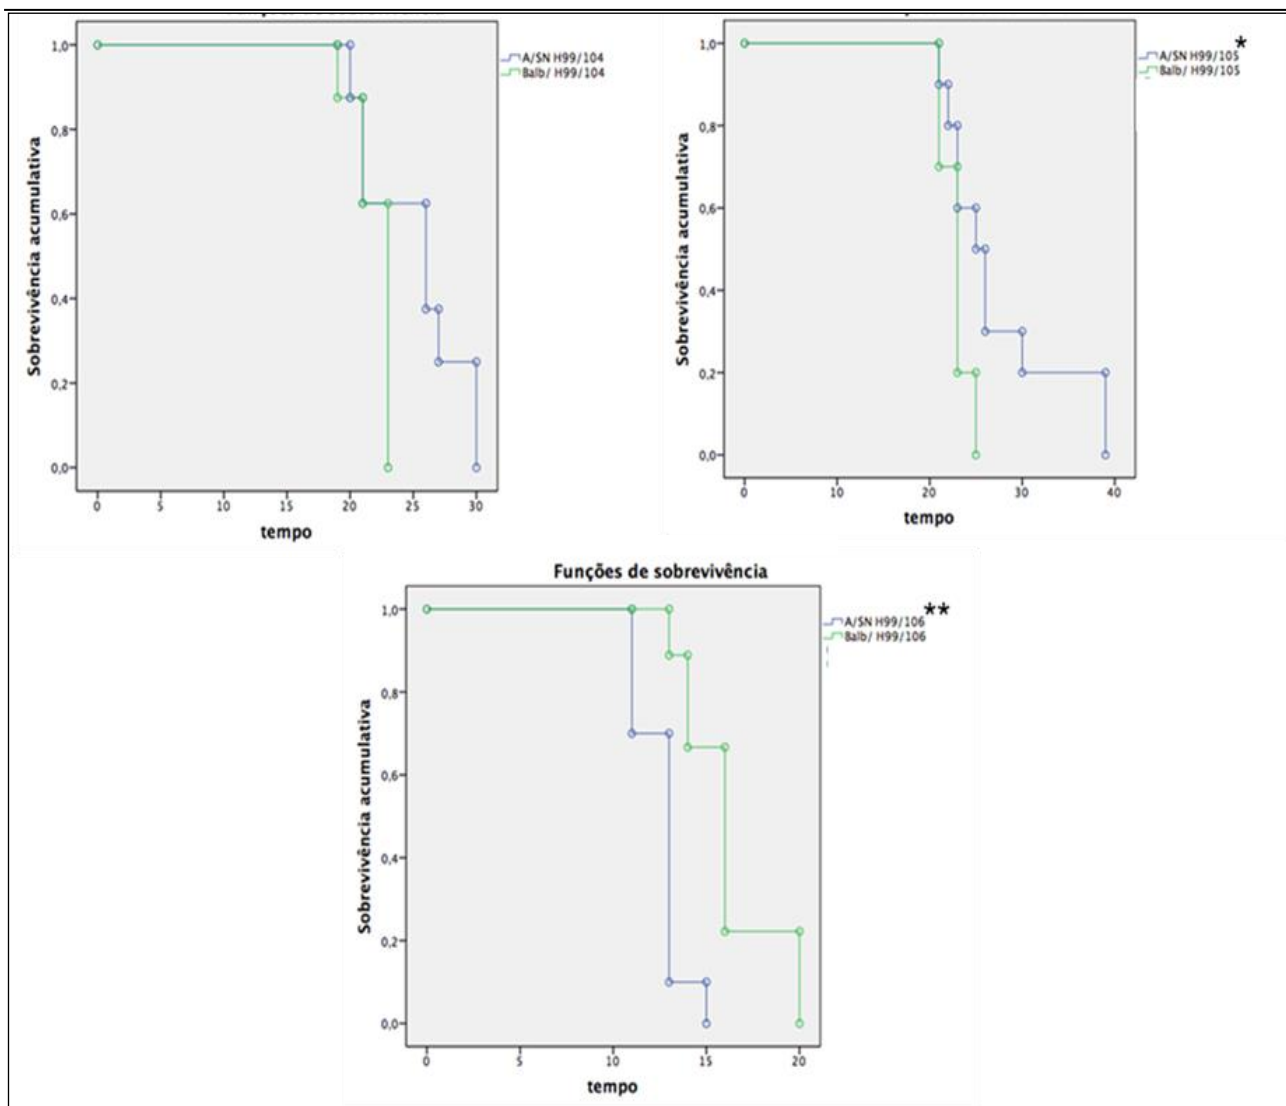 A/SN H99/104
Balb/ H99/104
Sobrevivência acumulativa
1,0
0,8
0,6
0,4
0,2
0,0
0 5 10 15 20 25 30
tempo
A/SN H99/105 *
Balb/ H99/105
Sobrevivência acumulativa
1,0
0,8
0,6
0,4
0,2
0,0
0 10 20 30 40
tempo
Funções de sobrevivência
A/SN H99/106 **
Balb/ H99/106
Sobrevivência acumulativa
1,0
0,8
0,6
0,4
0,2
0,0
0 5 10 15 20
tempo